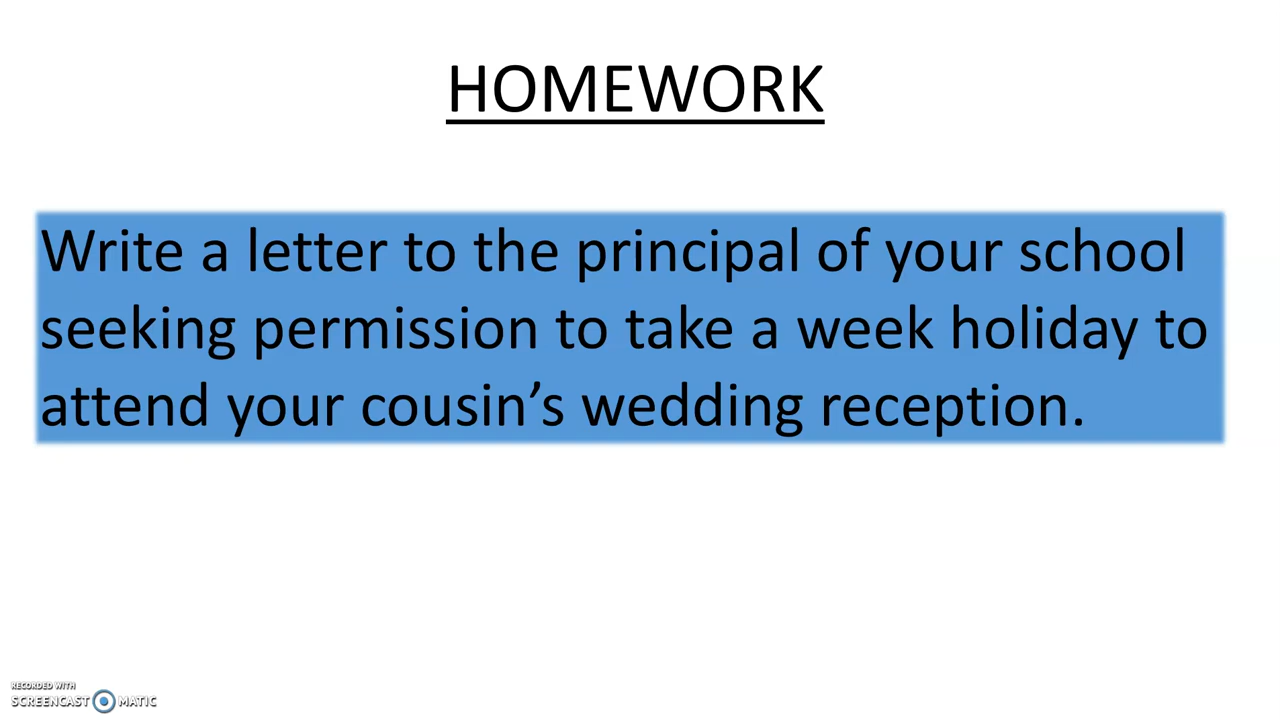 HOMEWORK
Write a letter to the principal of your school
seeking permission to take a week holiday to
attend your cousin’s wedding reception.
RECORDED WITH
SCREENCAST MATIC